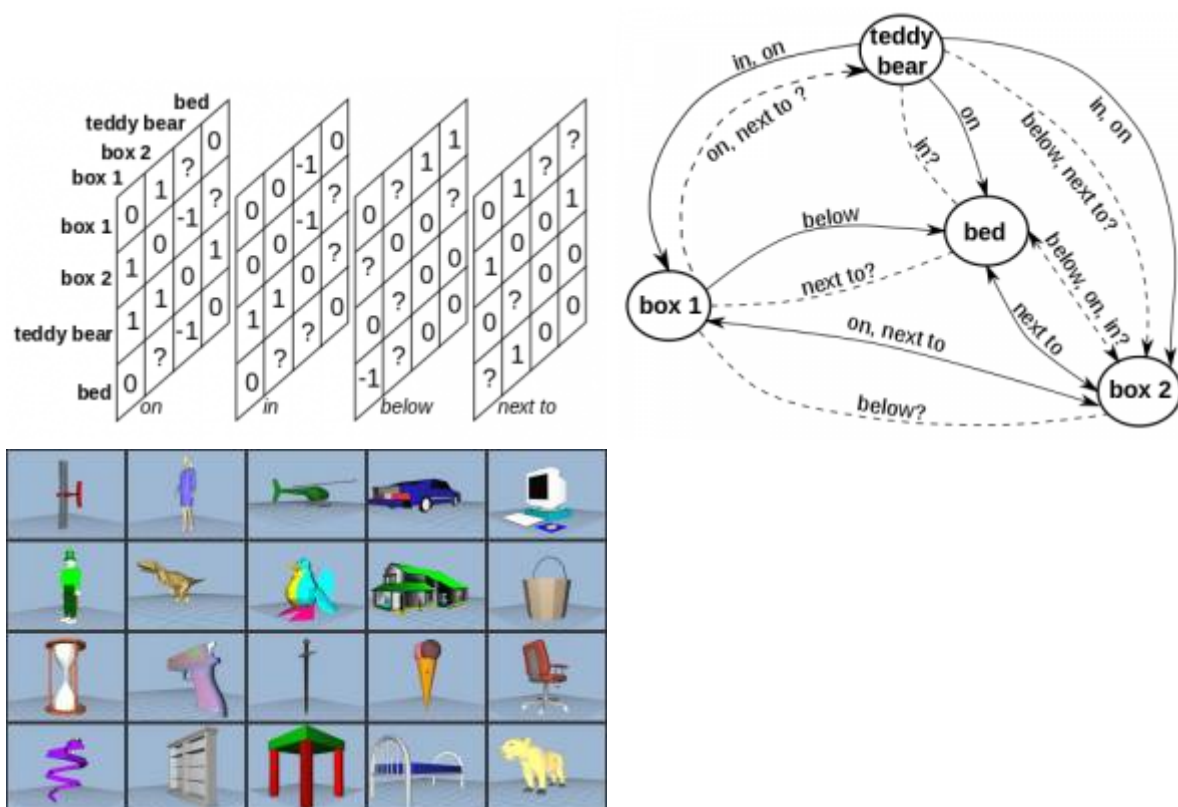 bed
teddy bear
box 2
box 1
box 1
box 2
teddy bear
bed
0 1 ? 0
1 0 -1 ?
1 1 0 1
0 ? -1 0
on
0 0 -1 0
0 0 -1 ?
1 1 0 ?
0 ? ? 0
in
0 ? 1 1
? 0 0 ?
0 ? 0 0
-1 ? 0 0
below
0 1 ? ?
1 0 0 1
0 ? 0 0
? 1 0 0
next to
teddy
bear
in, on
on, next to ?
in?
on
below, next to?
in, on
bed
below
next to?
below, on, in?
next to
box 1
on, next to
box 2
below?